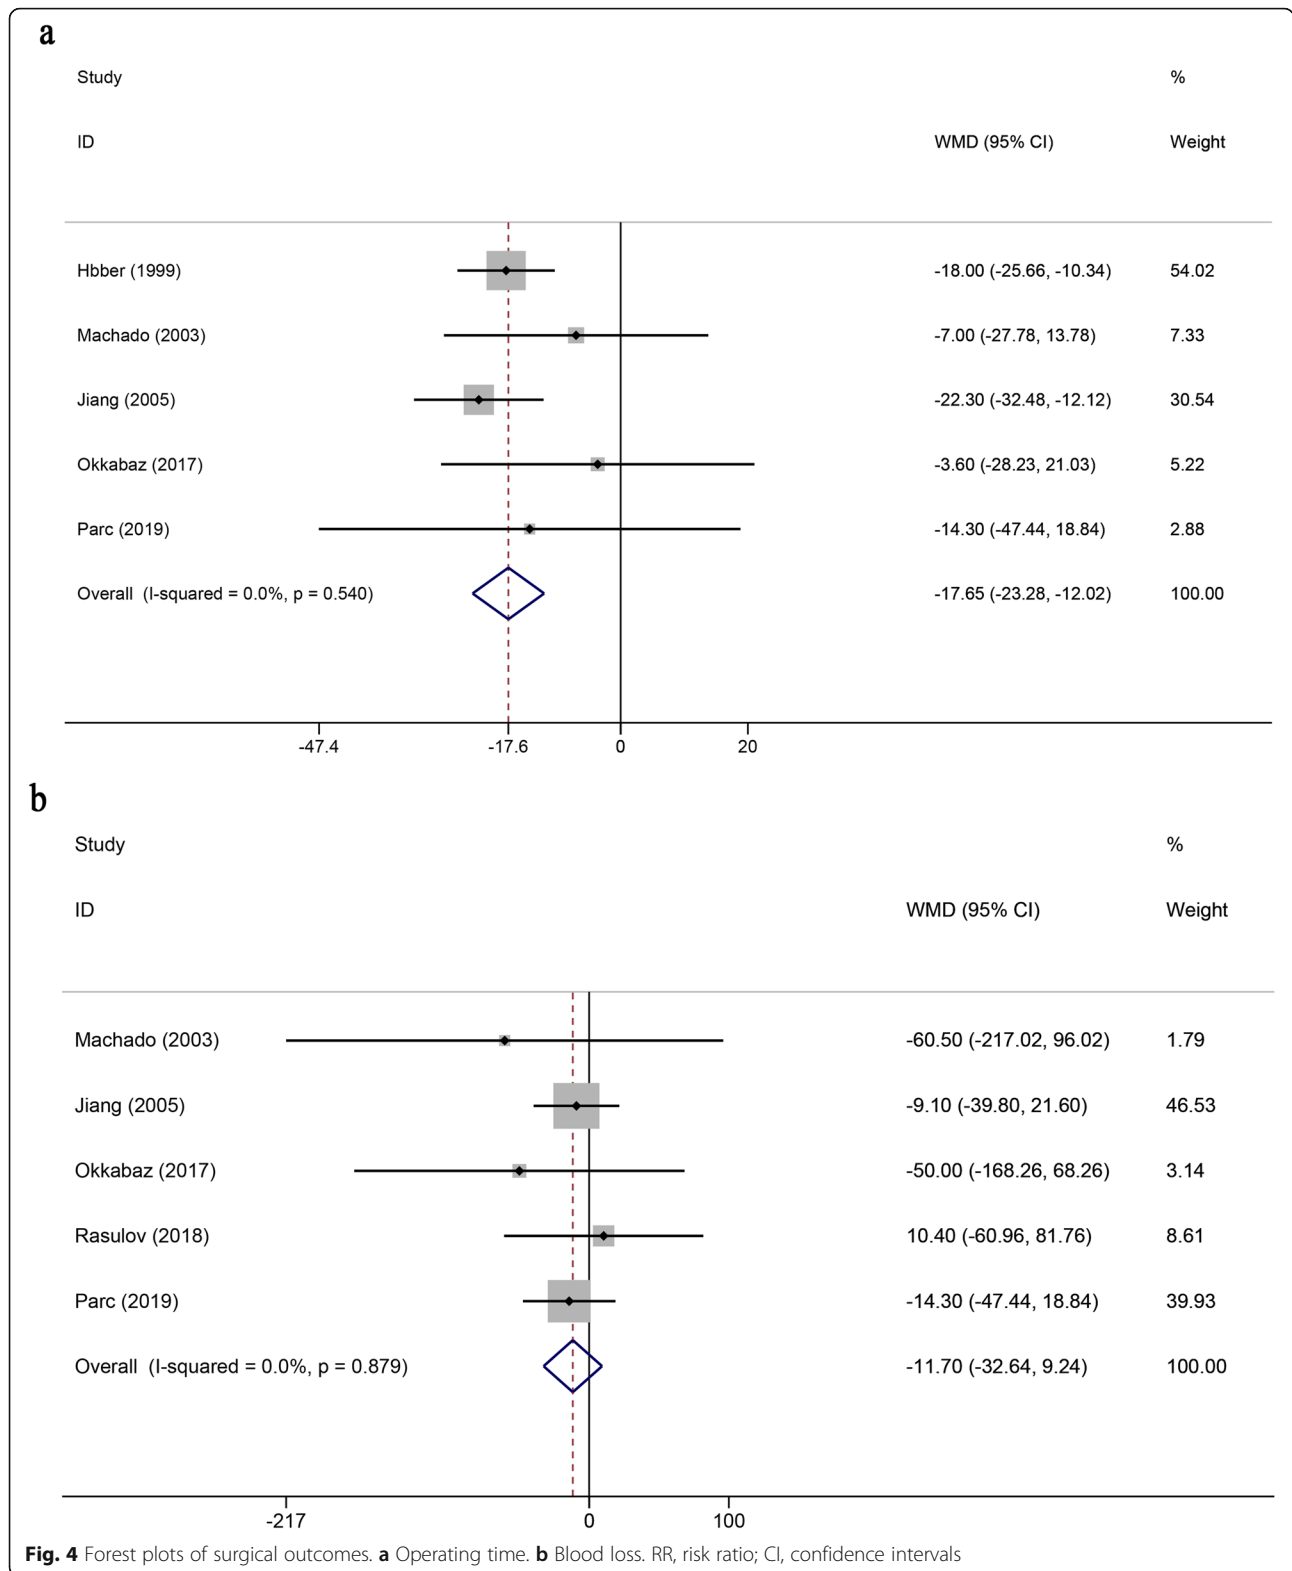 a
Study %
ID WMD (95% CI) Weight
Hbber (1999) -18.00 (-25.66, -10.34) 54.02
Machado (2003) -7.00 (-27.78, 13.78) 7.33
Jiang (2005) -22.30 (-32.48, -12.12) 30.54
Okkabaz (2017) -3.60 (-28.23, 21.03) 5.22
Parc (2019) -14.30 (-47.44, 18.84) 2.88
Overall (I-squared = 0.0%, p = 0.540) -17.65 (-23.28, -12.02) 100.00
-47.4 -17.6 0 20
b
Study %
ID WMD (95% CI) Weight
Machado (2003) -60.50 (-217.02, 96.02) 1.79
Jiang (2005) -9.10 (-39.80, 21.60) 46.53
Okkabaz (2017) -50.00 (-168.26, 68.26) 3.14
Rasulov (2018) 10.40 (-60.96, 81.76) 8.61
Parc (2019) -14.30 (-47.44, 18.84) 39.93
Overall (I-squared = 0.0%, p = 0.879) -11.70 (-32.64, 9.24) 100.00
-217 0 100
Fig. 4 Forest plots of surgical outcomes. a Operating time. b Blood loss. RR, risk ratio; CI, confidence intervals